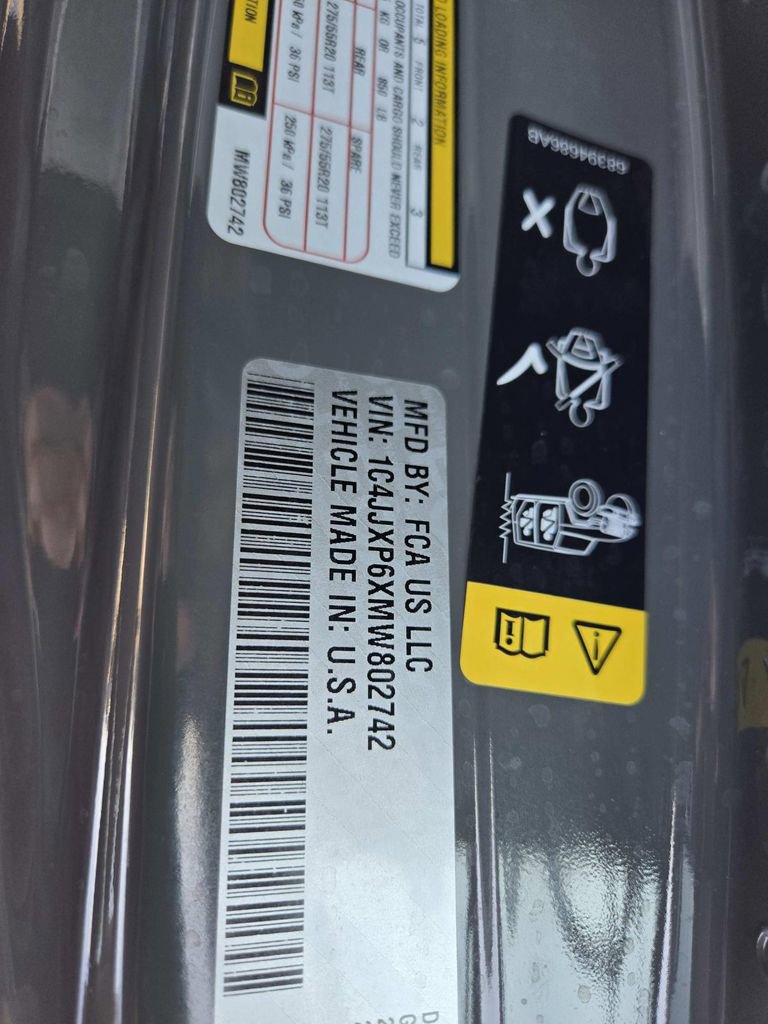 LOADING INFORMATION
TOTAL 5 FRONT 2 REAR 3
OCCUPANTS AND CARGO SHOULD NEVER EXCEED
KG OR 850 LB
REAR SPARE
275/55R20 113T 275/55R20 113T
36 PSI 250 kPa / 36 PSI
MW802742
68394686AB
MFD BY: FCA US LLC
VIN: 1C4JJXP6XMW802742
VEHICLE MADE IN: U.S.A.